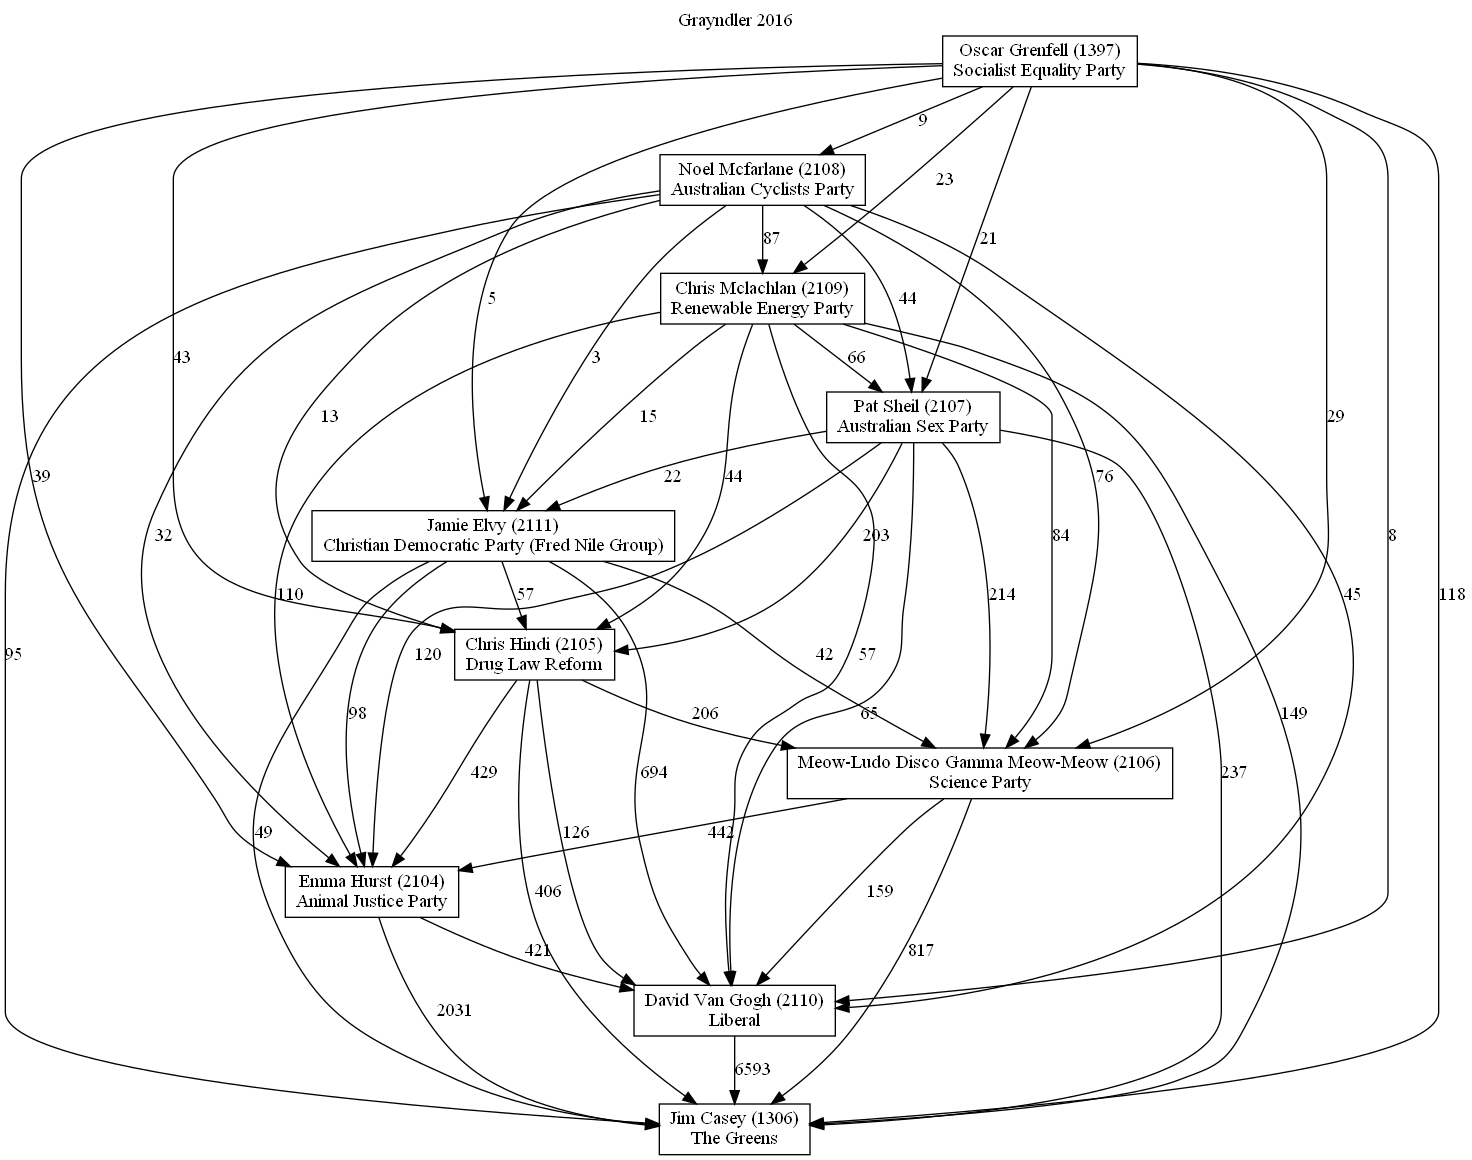 Grayndler 2016
Oscar Grenfell (1397)
Socialist Equality Party
9
Noel Mcfarlane (2108)
Australian Cyclists Party
23
87
21
Chris Mclachlan (2109)
Renewable Energy Party
5
44
43
3
66
Pat Sheil (2107)
Australian Sex Party
13
15
29
39
22
44
76
Jamie Elvy (2111)
Christian Democratic Party (Fred Nile Group)
32
203
84
8
110
57
214
45
118
Chris Hindi (2105)
Drug Law Reform
95
120
42
57
98
206
65
149
Meow-Ludo Disco Gamma Meow-Meow (2106)
Science Party
429
694
237
49
126
442
Emma Hurst (2104)
Animal Justice Party
406
159
421
817
David Van Gogh (2110)
Liberal
2031
6593
Jim Casey (1306)
The Greens